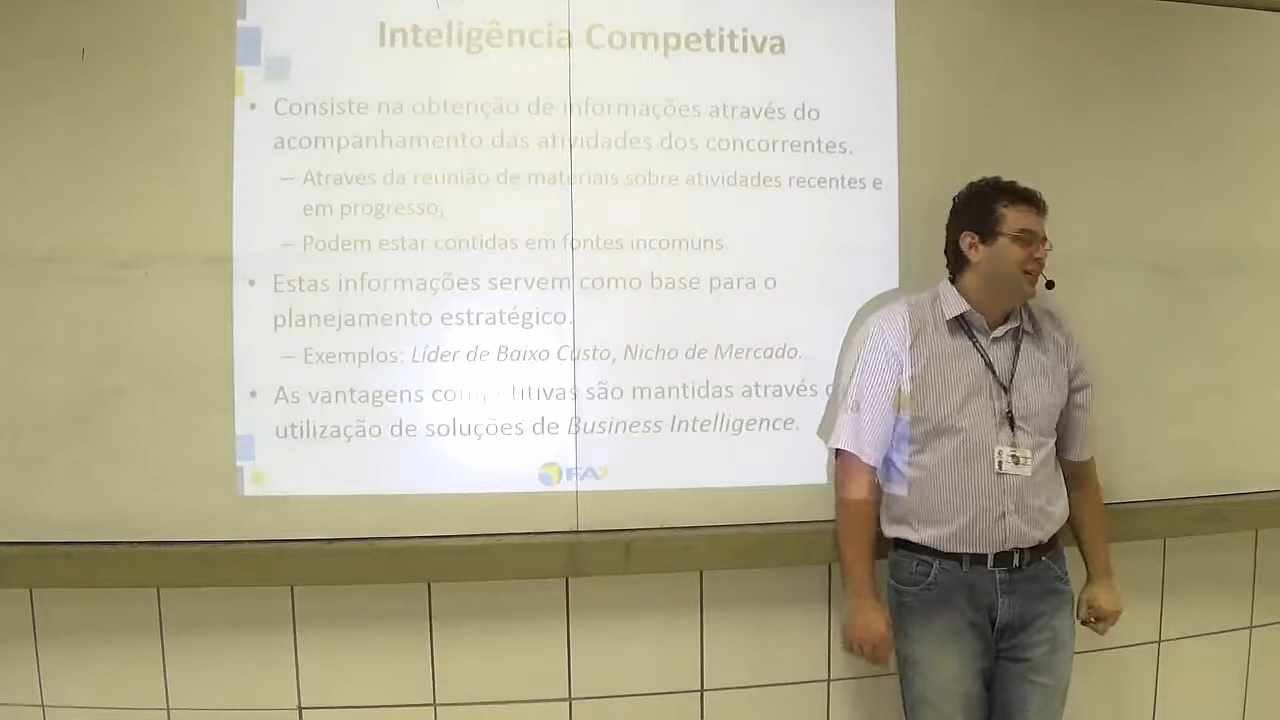 Inteligência Competitiva
• Consiste na obtenção de informações através do
acompanhamento das atividades dos concorrentes.
– Atraves da reunião de materiais sobre atividades recentes e
em progresso;
– Podem estar contidas em fontes incomuns
• Estas informações servem como base para o
planejamento estratégico.
– Exemplos: Líder de Baixo Custo, Nicho de Mercado.
• As vantagens competitivas são mantidas através
utilização de soluções de Business Intelligence.
FA7